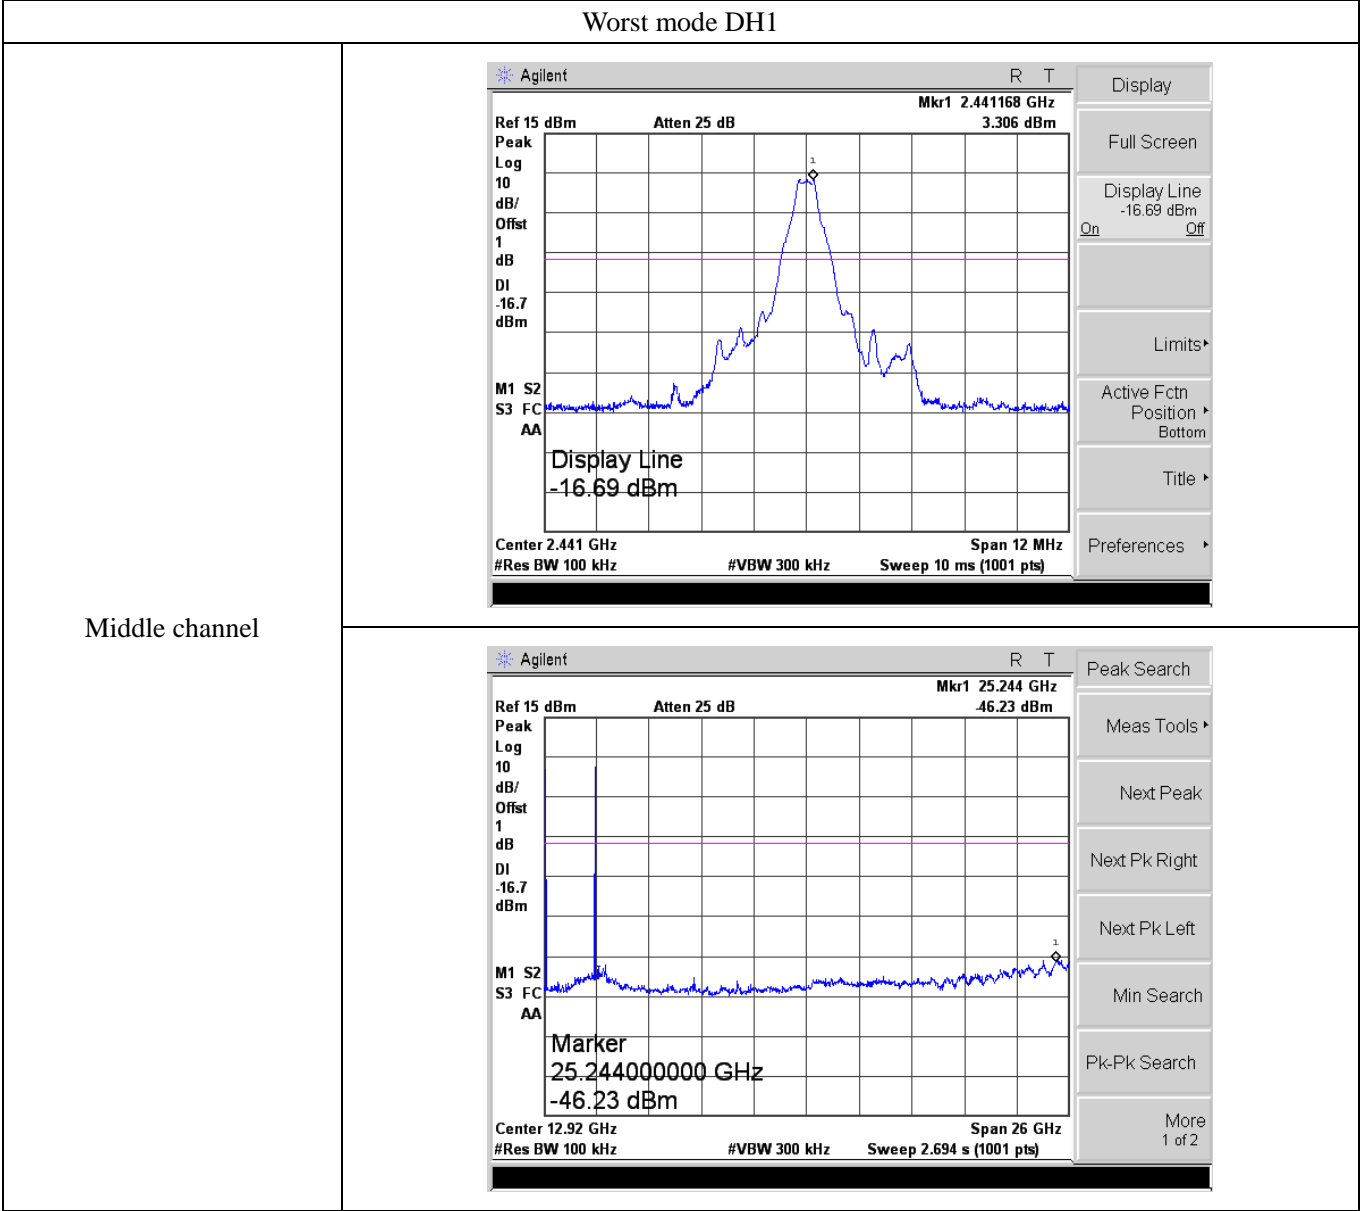 Worst mode DH1
Middle channel
Agilent R T
Mkr1 2.441168 GHz
Ref 15 dBm Atten 25 dB 3.306 dBm
Peak
Log
10
dB/
Offst
1
dB
DI
-16.7
dBm
M1 S2
S3 FC
AA
1
Display Line
-16.69 dBm
Center 2.441 GHz Span 12 MHz
#Res BW 100 kHz #VBW 300 kHz Sweep 10 ms (1001 pts)
Display
Full Screen
Display Line
-16.69 dBm
On Off
Limits
Active Fctn
Position
Bottom
Title
Preferences
Agilent R T
Mkr1 25.244 GHz
Ref 15 dBm Atten 25 dB -46.23 dBm
Peak
Log
10
dB/
Offst
1
dB
DI
-16.7
dBm
M1 S2
S3 FC
AA
1
Marker
25.244000000 GHz
-46.23 dBm
Center 12.92 GHz Span 26 GHz
#Res BW 100 kHz #VBW 300 kHz Sweep 2.694 s (1001 pts)
Peak Search
Meas Tools
Next Peak
Next Pk Right
Next Pk Left
Min Search
Pk-Pk Search
More
1 of 2